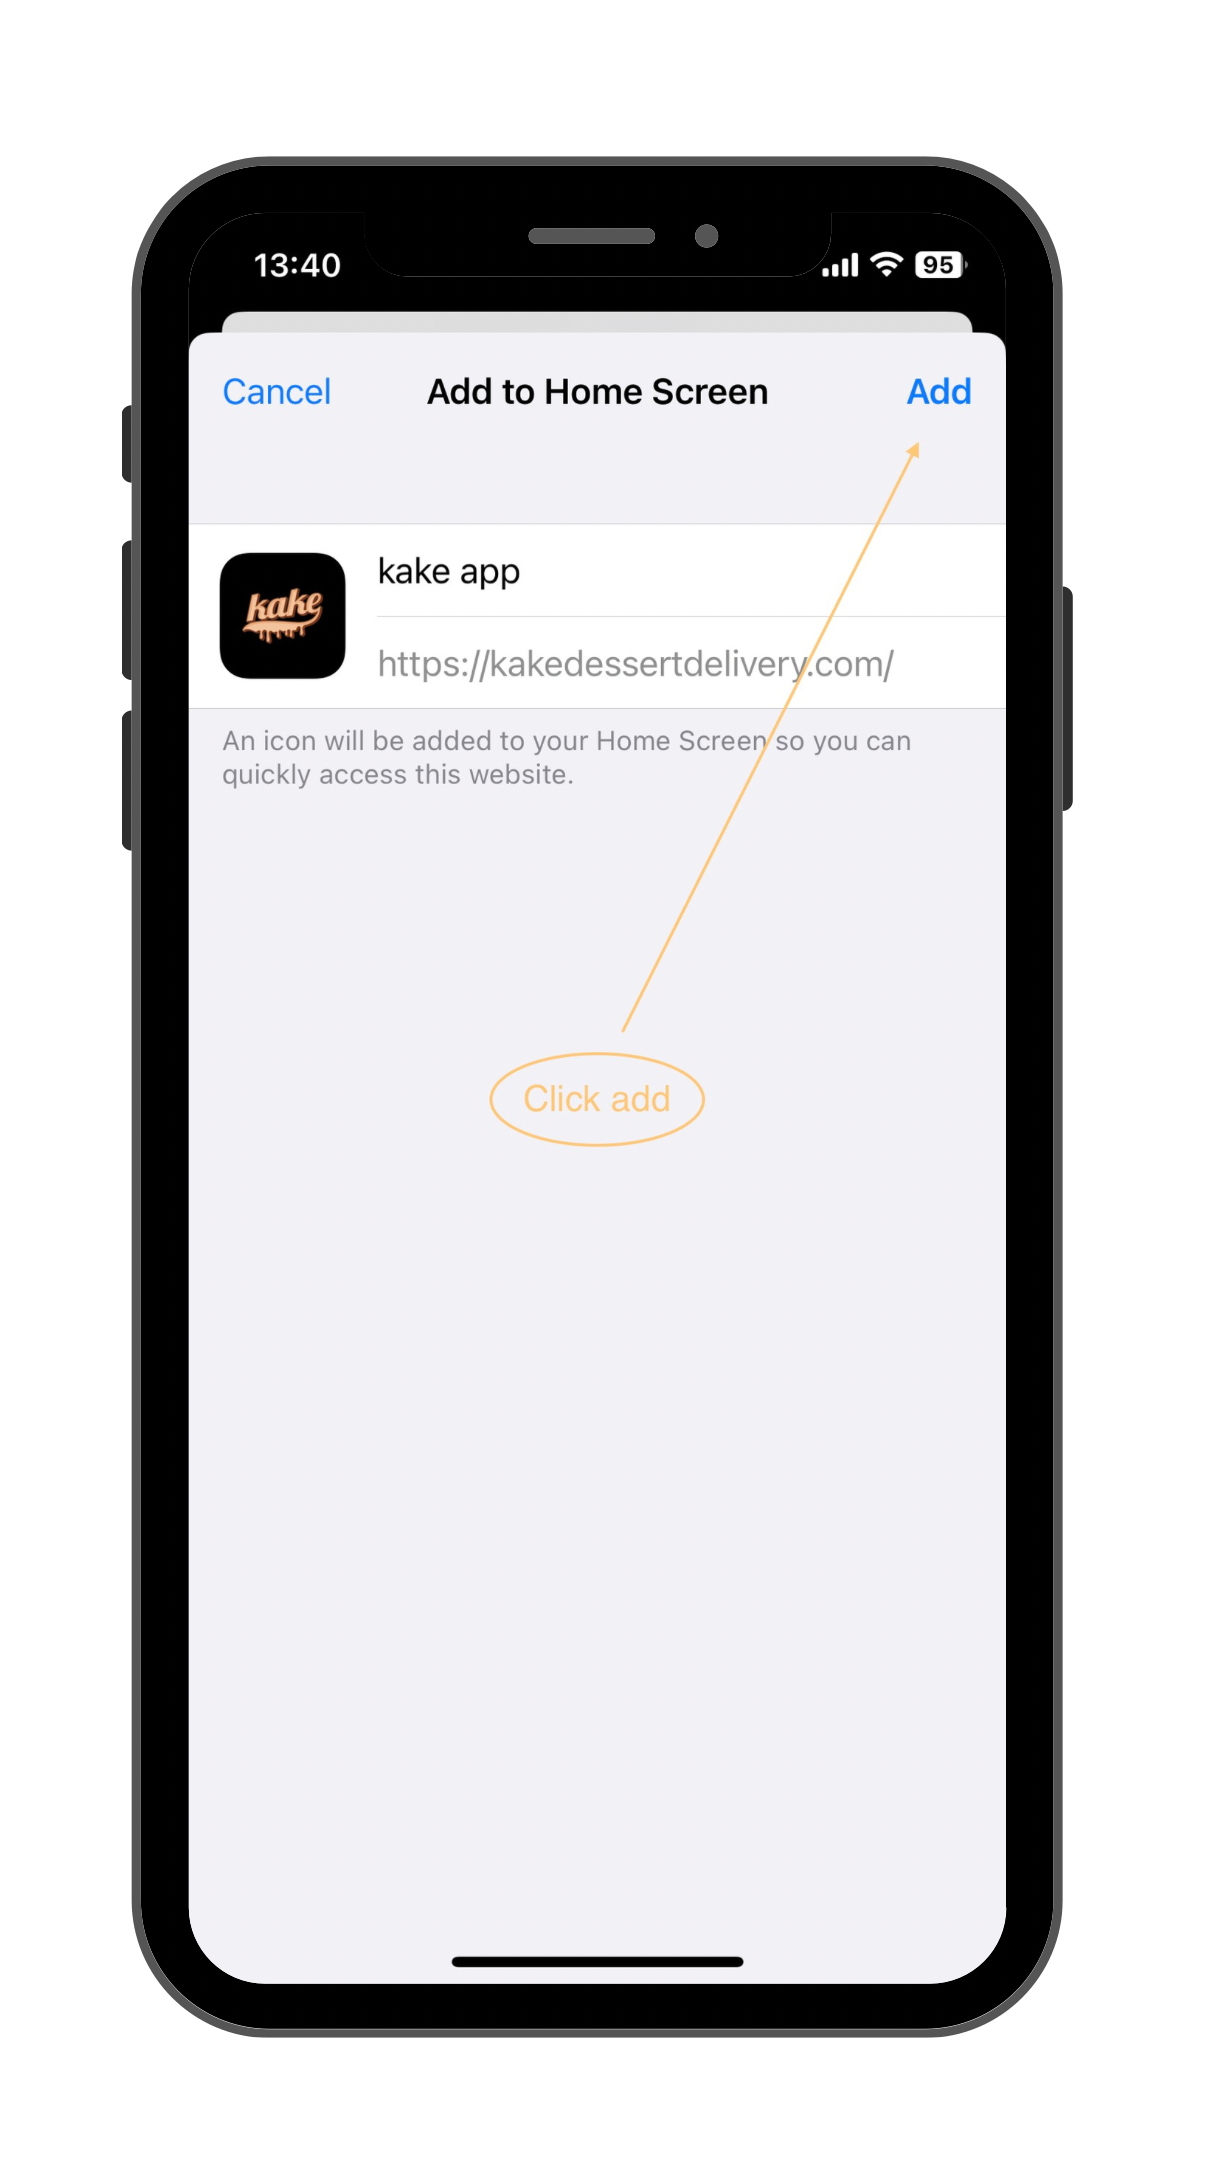 13:40
95
Cancel
Add to Home Screen
Add
kake
kake app
https://kakedessertdelivery.com/
An icon will be added to your Home Screen so you can
quickly access this website.
Click add